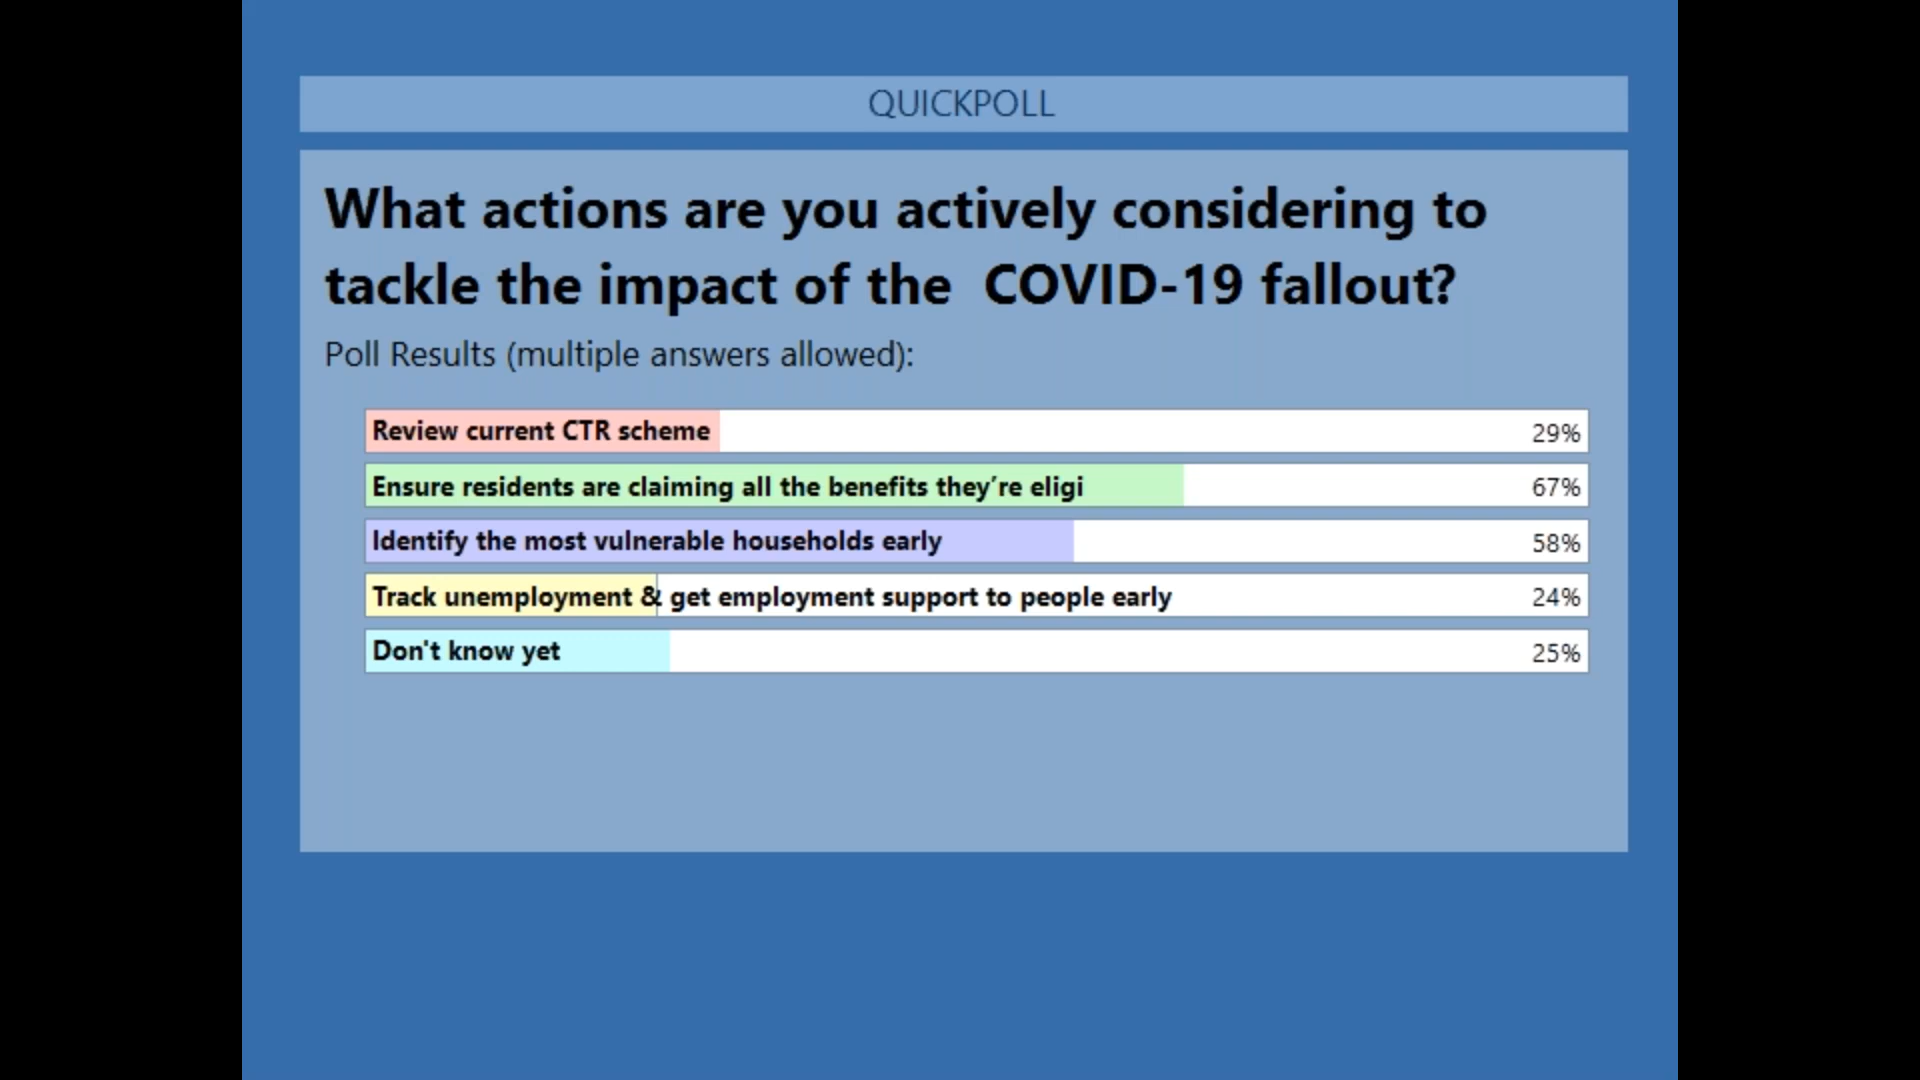 QUICKPOLL
What actions are you actively considering to
tackle the impact of the  COVID-19 fallout?
Poll Results (multiple answers allowed):
Review current CTR scheme 29%
Ensure residents are claiming all the benefits they’re eligi 67%
Identify the most vulnerable households early 58%
Track unemployment & get employment support to people early 24%
Don't know yet 25%